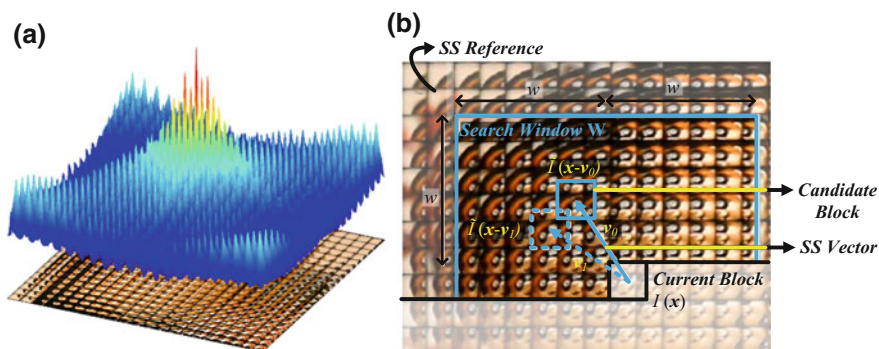 (a)
(b)
SS Reference
w
w
Search Window W
w
Ĩ (x-v₀)
Candidate
Block
Ĩ (x-v₁)
v₀
SS Vector
v₁
Current Block
I (x)